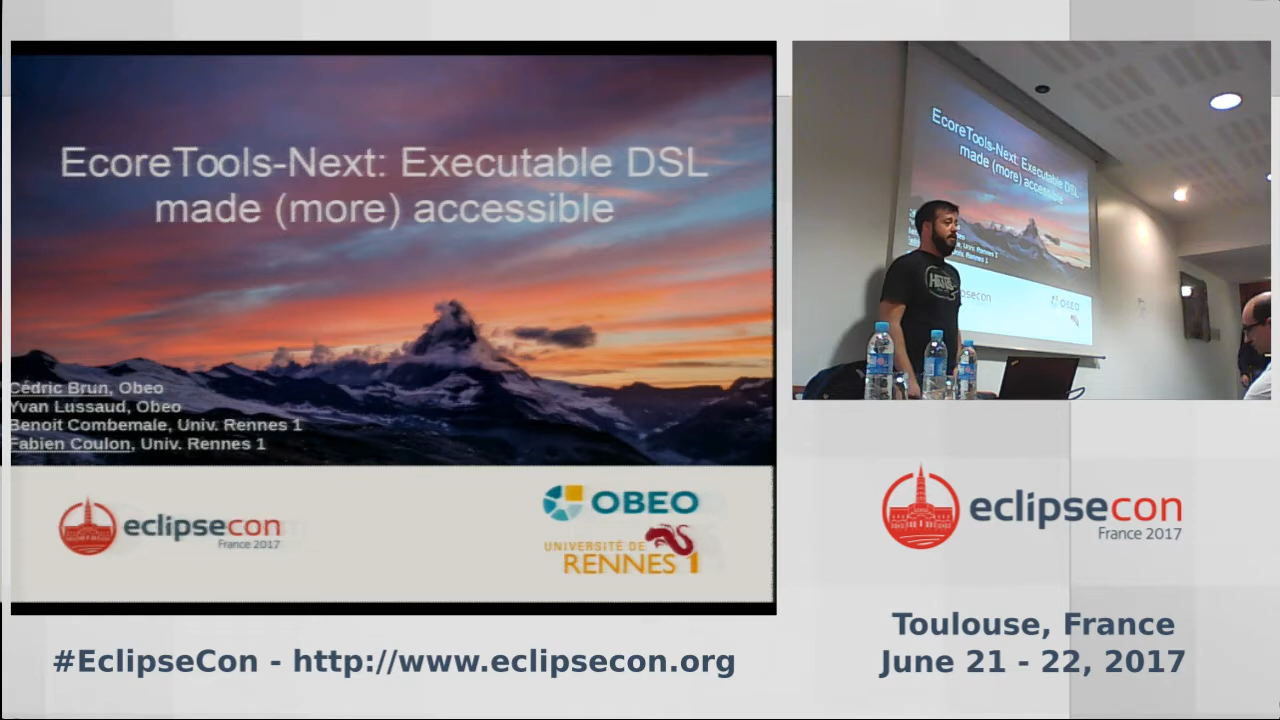 EcoreTools-Next: Executable DSL
made (more) accessible
Cédric Brun, Obeo
Yvan Lussaud, Obeo
Benoit Combemale, Univ. Rennes 1
Fabien Coulon, Univ. Rennes 1
eclipsecon
France 2017
OBEO
UNIVERSITÉ DE
RENNES 1
EcoreTools-Next: Executable DSL
made (more) accessible
OBEO
eclipsecon
France 2017
#EclipseCon - http://www.eclipsecon.org
Toulouse, France
June 21 - 22, 2017